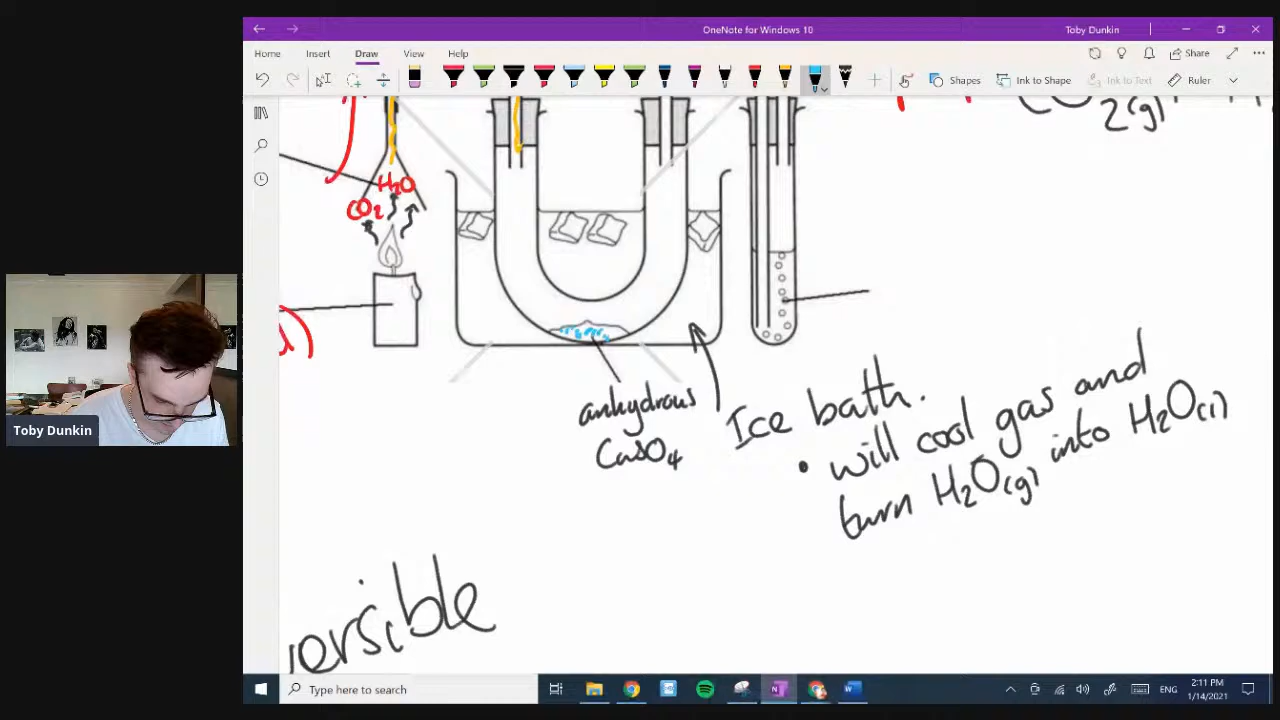 OneNote for Windows 10
Toby Dunkin
Home Insert Draw View Help
Share
Shapes
Ink to Shape
Ink to Text
Ruler
2(g)
H2O
CO2
Toby Dunkin
anhydrous
CuSO4
Ice bath.
• will cool gas and
turn H2O(g) into H2O(l)
ersible
Type here to search
ENG
2:11 PM
1/14/2021